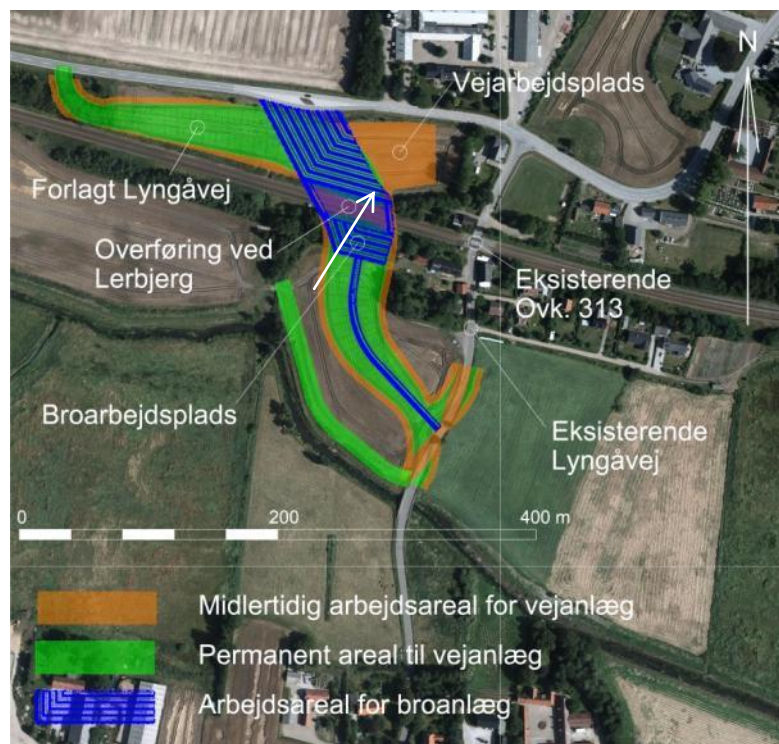 N
Vejarbejdsplads
Forlagt Lyngåvej
Overføring ved
Lerbjerg
Eksisterende
Ovk. 313
Broarbejdsplads
Eksisterende
Lyngåvej
0 200 400 m
Midlertidig arbejdsareal for vejanlæg
Permanent areal til vejanlæg
Arbejdsareal for broanlæg